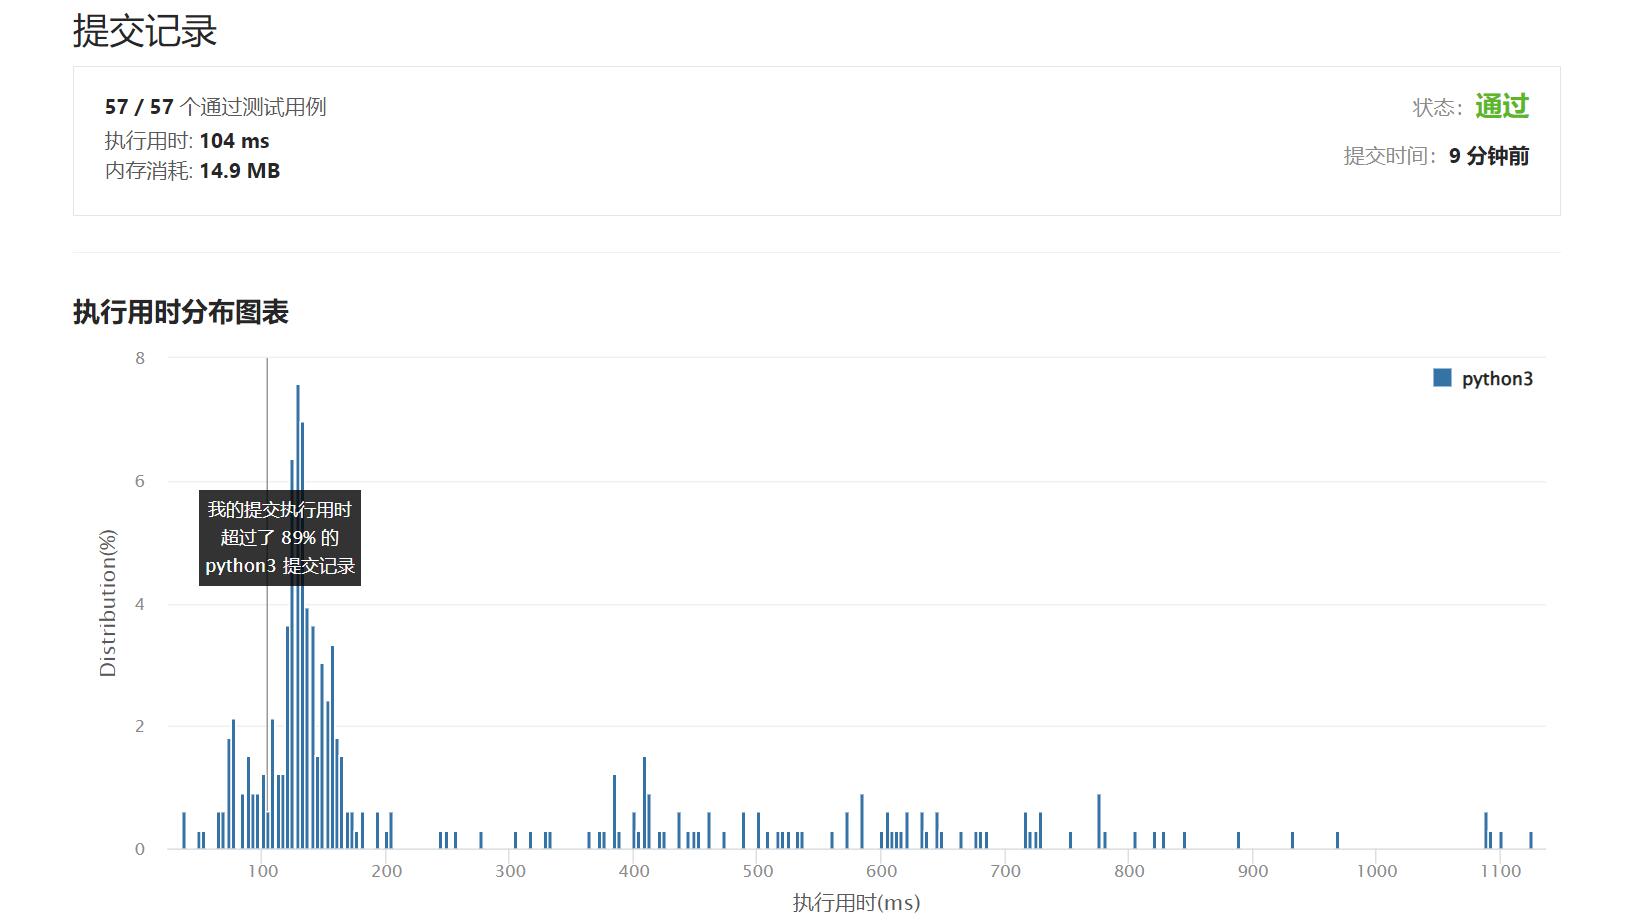 提交记录
57 / 57 个通过测试用例
状态：通过
执行用时: 104 ms
提交时间：9 分钟前
内存消耗: 14.9 MB
执行用时分布图表
8
python3
6
我的提交执行用时
超过了 89% 的
python3 提交记录
Distribution(%)
4
2
0
100 200 300 400 500 600 700 800 900 1000 1100
执行用时(ms)